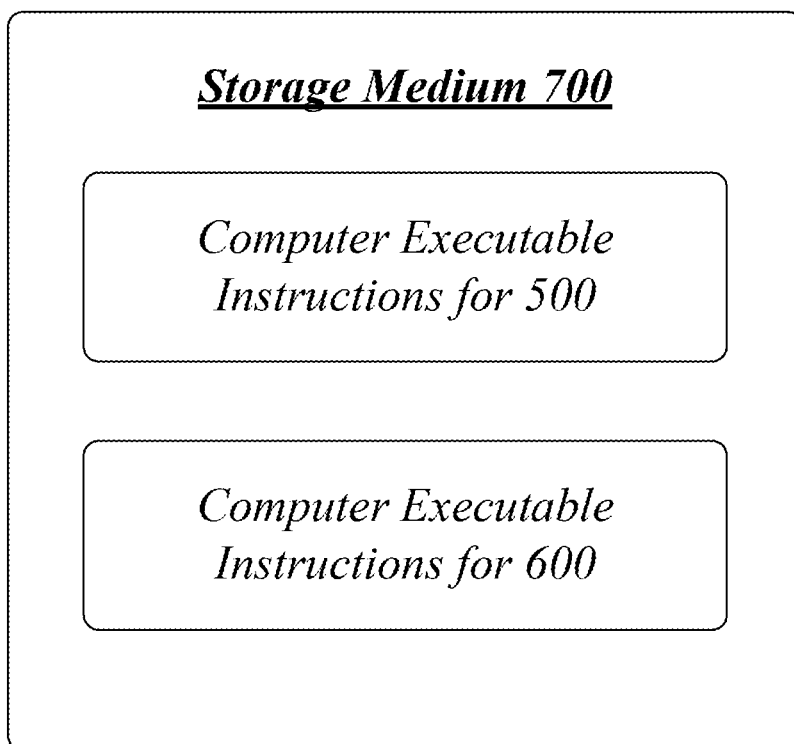 Storage Medium 700
Computer Executable
Instructions for 500
Computer Executable
Instructions for 600